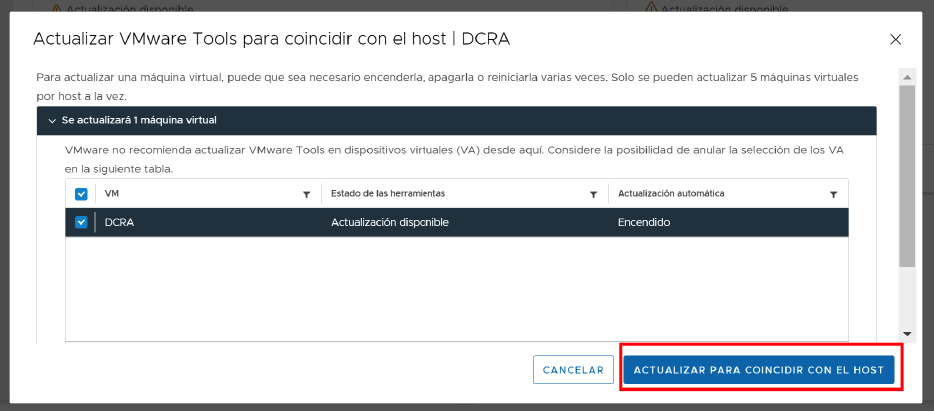 Actualización disponible
Actualización disponible
Actualizar VMware Tools para coincidir con el host | DCRA
Para actualizar una máquina virtual, puede que sea necesario encenderla, apagarla o reiniciarla varias veces. Solo se pueden actualizar 5 máquinas virtuales
por host a la vez.
Se actualizará 1 máquina virtual
VMware no recomienda actualizar VMware Tools en dispositivos virtuales (VA) desde aquí. Considere la posibilidad de anular la selección de los VA
en la siguiente tabla.
VM Estado de las herramientas Actualización automática
DCRA Actualización disponible Encendido
CANCELAR ACTUALIZAR PARA COINCIDIR CON EL HOST